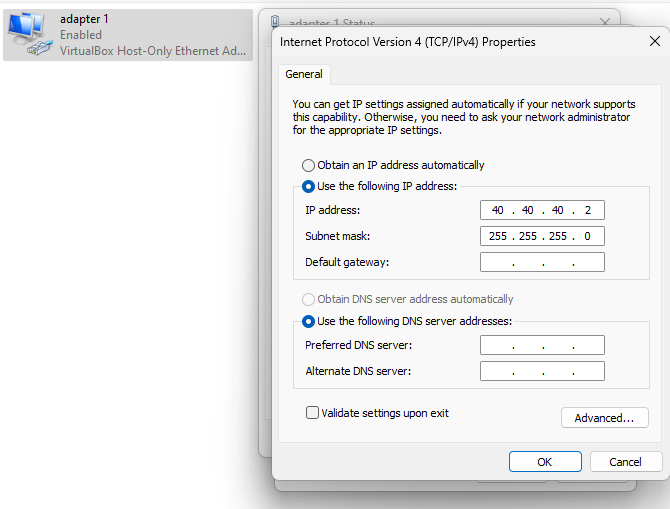 adapter 1
Enabled
VirtualBox Host-Only Ethernet Ad...
adapter 1 Status
Internet Protocol Version 4 (TCP/IPv4) Properties
General
You can get IP settings assigned automatically if your network supports
this capability. Otherwise, you need to ask your network administrator
for the appropriate IP settings.
Obtain an IP address automatically
Use the following IP address:
IP address: 40 . 40 . 40 . 2
Subnet mask: 255 . 255 . 255 . 0
Default gateway: . . .
Obtain DNS server address automatically
Use the following DNS server addresses:
Preferred DNS server: . . .
Alternate DNS server: . . .
Validate settings upon exit
Advanced...
OK Cancel